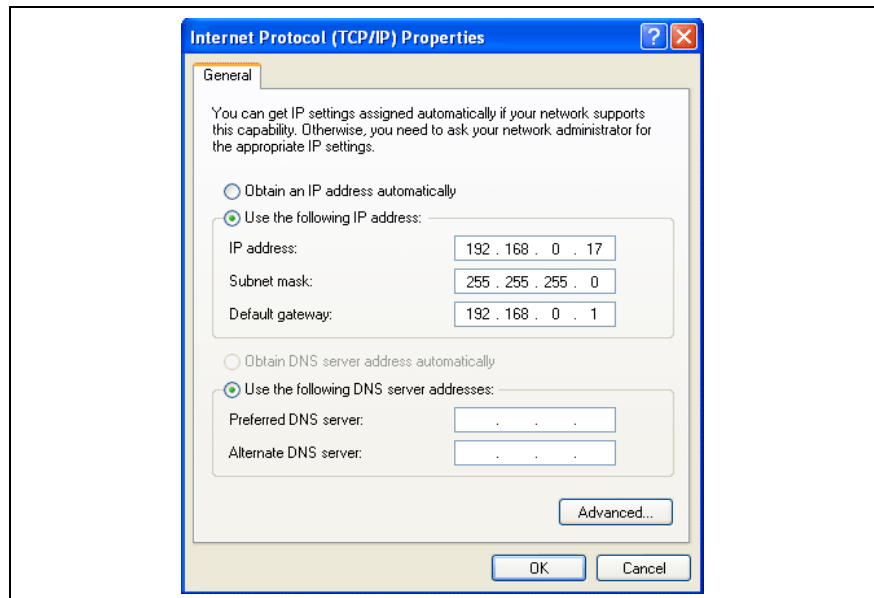 Internet Protocol (TCP/IP) Properties
General
You can get IP settings assigned automatically if your network supports
this capability. Otherwise, you need to ask your network administrator for
the appropriate IP settings.
Obtain an IP address automatically
Use the following IP address:
IP address: 192 . 168 . 0 . 17
Subnet mask: 255 . 255 . 255 . 0
Default gateway: 192 . 168 . 0 . 1
Obtain DNS server address automatically
Use the following DNS server addresses:
Preferred DNS server: . . .
Alternate DNS server: . . .
Advanced...
OK Cancel